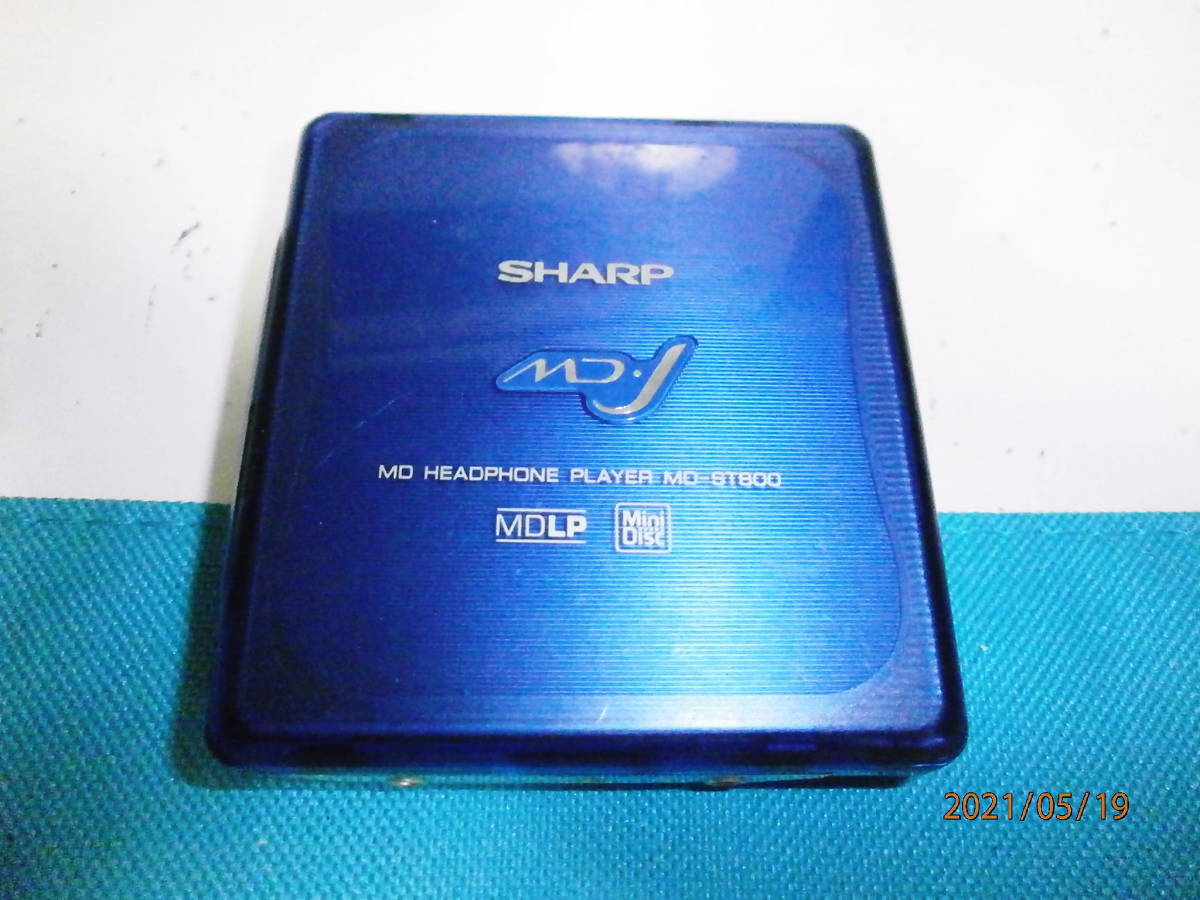 SHARP
MD·J
MD HEADPHONE PLAYER MD-ST800
MDLP
Mini
Disc
2021/05/19